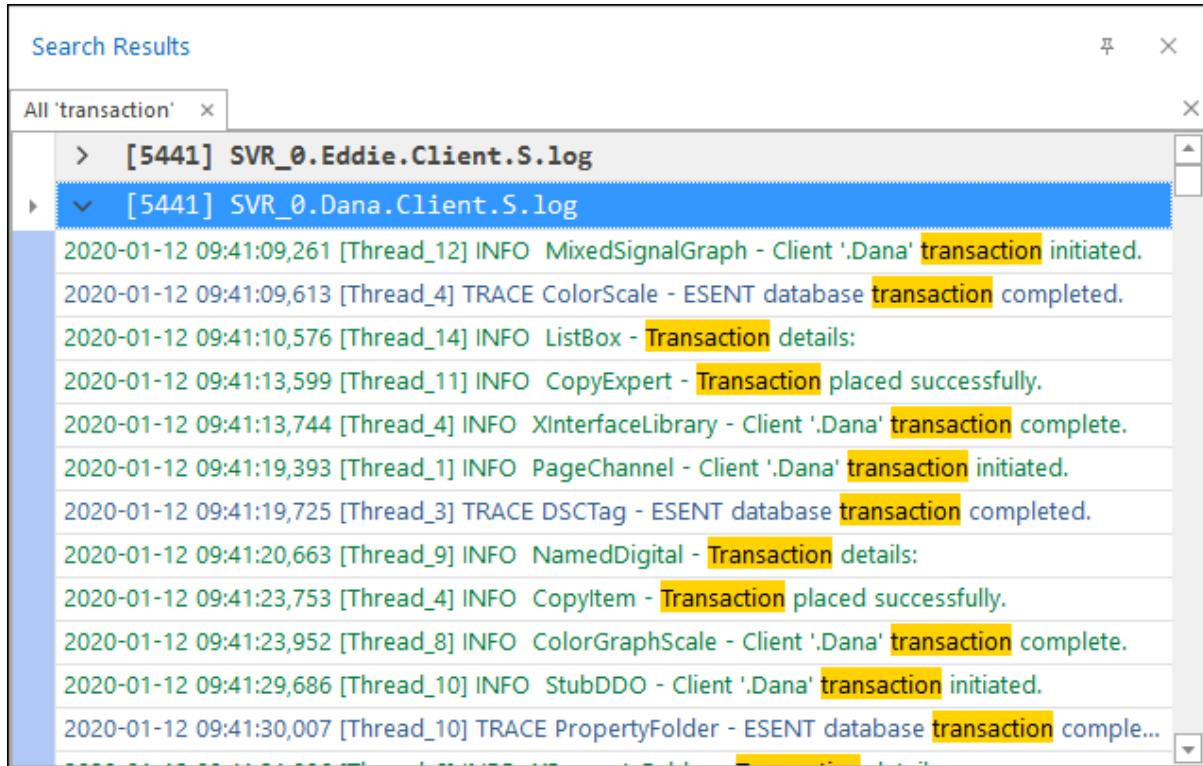 Search Results
All 'transaction'
[5441] SVR_0.Eddie.Client.S.log
[5441] SVR_0.Dana.Client.S.log
2020-01-12 09:41:09,261 [Thread_12] INFO  MixedSignalGraph - Client '.Dana' transaction initiated.
2020-01-12 09:41:09,613 [Thread_4] TRACE ColorScale - ESENT database transaction completed.
2020-01-12 09:41:10,576 [Thread_14] INFO  ListBox - Transaction details:
2020-01-12 09:41:13,599 [Thread_11] INFO  CopyExpert - Transaction placed successfully.
2020-01-12 09:41:13,744 [Thread_4] INFO  XInterfaceLibrary - Client '.Dana' transaction complete.
2020-01-12 09:41:19,393 [Thread_1] INFO  PageChannel - Client '.Dana' transaction initiated.
2020-01-12 09:41:19,725 [Thread_3] TRACE DSCTag - ESENT database transaction completed.
2020-01-12 09:41:20,663 [Thread_9] INFO  NamedDigital - Transaction details:
2020-01-12 09:41:23,753 [Thread_4] INFO  CopyItem - Transaction placed successfully.
2020-01-12 09:41:23,952 [Thread_8] INFO  ColorGraphScale - Client '.Dana' transaction complete.
2020-01-12 09:41:29,686 [Thread_10] INFO  StubDDO - Client '.Dana' transaction initiated.
2020-01-12 09:41:30,007 [Thread_10] TRACE PropertyFolder - ESENT database transaction comple...